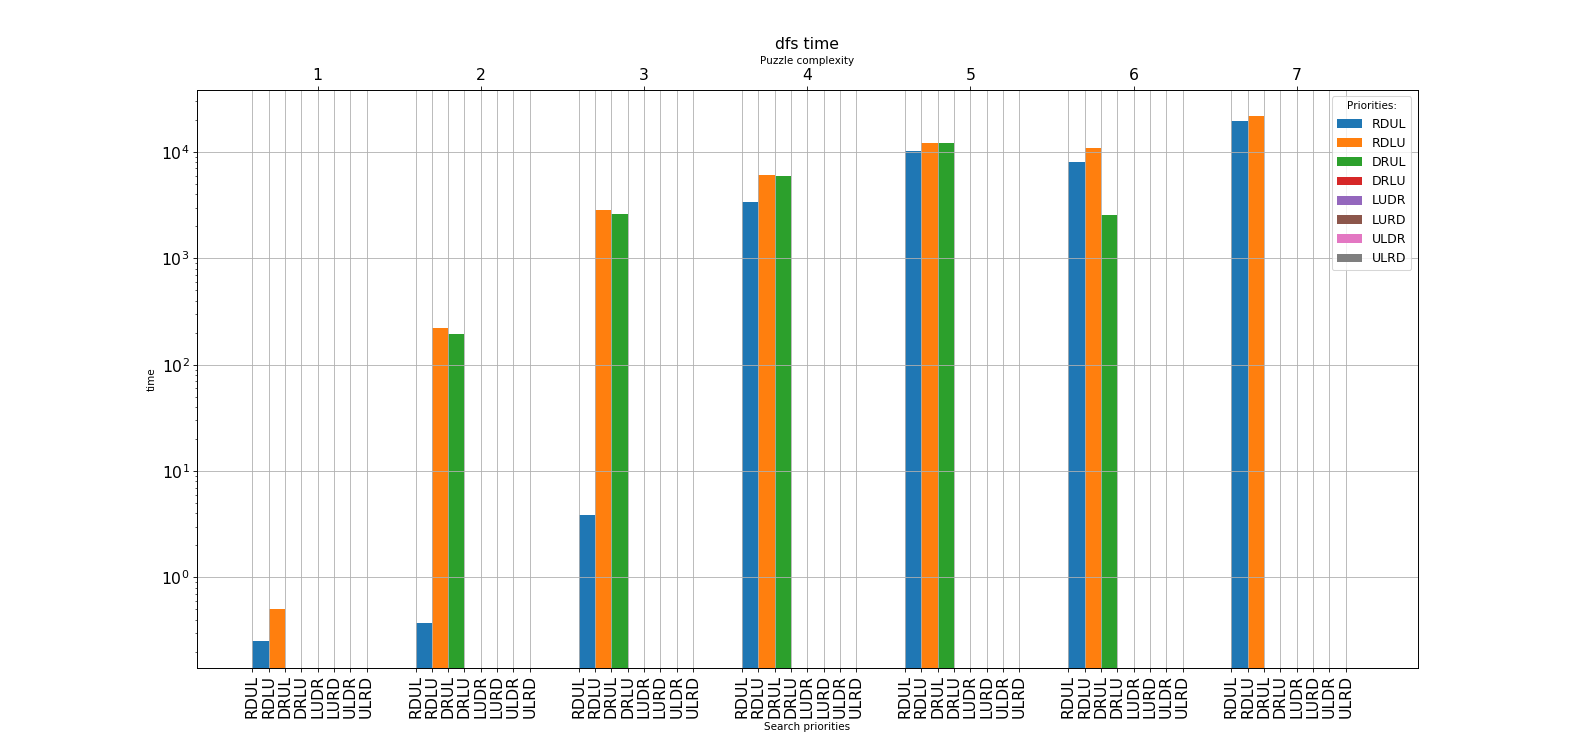 dfs time
Puzzle complexity
1 2 3 4 5 6 7
Priorities:
RDUL
RDLU
DRUL
DRLU
LUDR
LURD
ULDR
ULRD
time
10^4
10^3
10^2
10^1
10^0
RDUL RDLU DRUL DRLU LUDR LURD ULDR ULRD RDUL RDLU DRUL DRLU LUDR LURD ULDR ULRD RDUL RDLU DRUL DRLU LUDR LURD ULDR ULRD RDUL RDLU DRUL DRLU LUDR LURD ULDR ULRD RDUL RDLU DRUL DRLU LUDR LURD ULDR ULRD RDUL RDLU DRUL DRLU LUDR LURD ULDR ULRD RDUL RDLU DRUL DRLU LUDR LURD ULDR ULRD
Search priorities